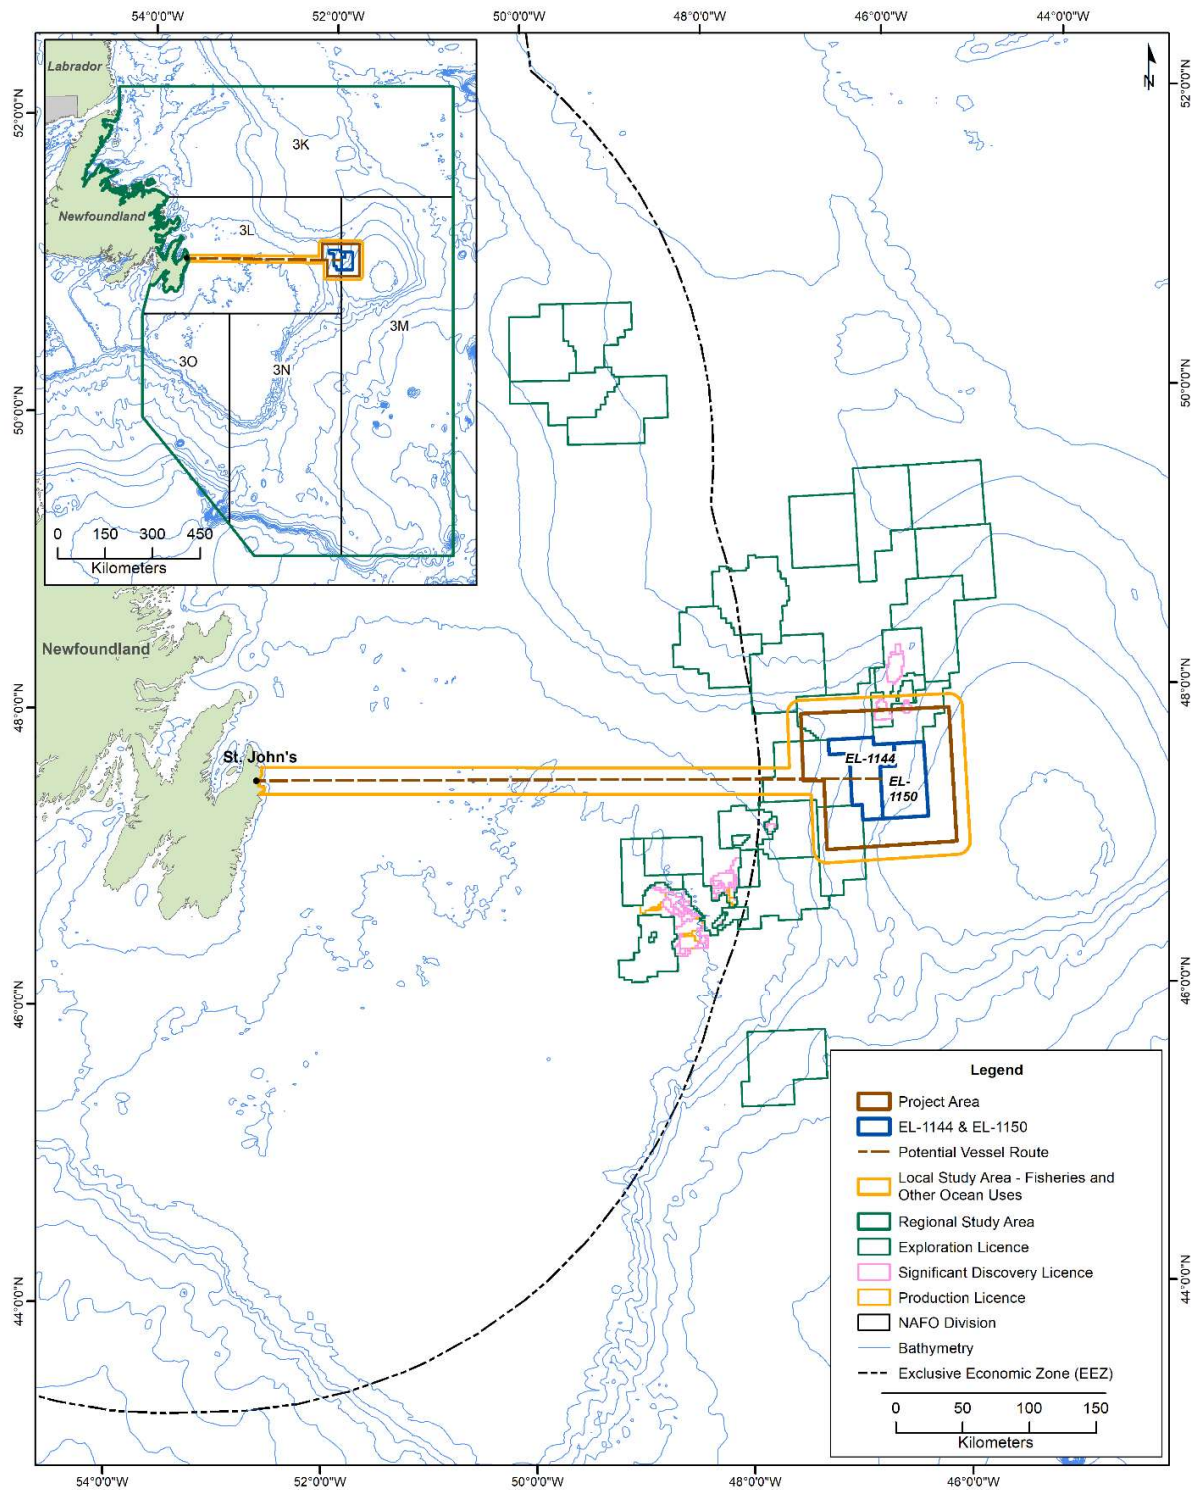 54°0'0"W
52°0'0"W
50°0'0"W
48°0'0"W
46°0'0"W
44°0'0"W
52°0'0"N
50°0'0"N
48°0'0"N
46°0'0"N
44°0'0"N
Labrador
Newfoundland
3K
3L
3M
3O
3N
0 150 300 450
Kilometers
N
52°0'0"N
50°0'0"N
48°0'0"N
46°0'0"N
44°0'0"N
Newfoundland
St. John's
EL-1144
EL-
1150
Legend
Project Area
EL-1144 & EL-1150
Potential Vessel Route
Local Study Area - Fisheries and
Other Ocean Uses
Regional Study Area
Exploration Licence
Significant Discovery Licence
Production Licence
NAFO Division
Bathymetry
Exclusive Economic Zone (EEZ)
0 50 100 150
Kilometers
54°0'0"W
52°0'0"W
50°0'0"W
48°0'0"W
46°0'0"W